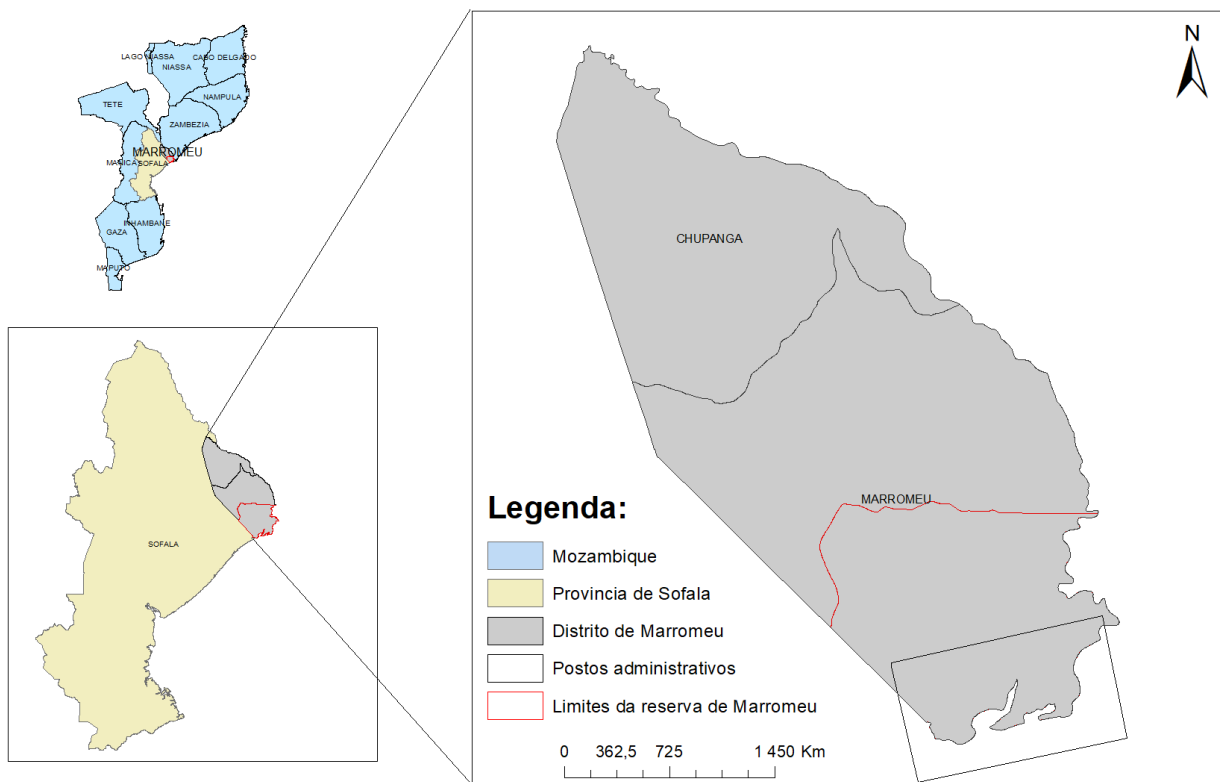 LAGO NIASSA
CABO DELGADO
NIASSA
NAMPULA
TETE
ZAMBEZIA
MARROMEU
MANICA
SOFALA
INHAMBANE
GAZA
MAPUTO
SOFALA
N
CHUPANGA
MARROMEU
Legenda:
Mozambique
Provincia de Sofala
Distrito de Marromeu
Postos administrativos
Limites da reserva de Marromeu
0 362,5 725 1 450 Km